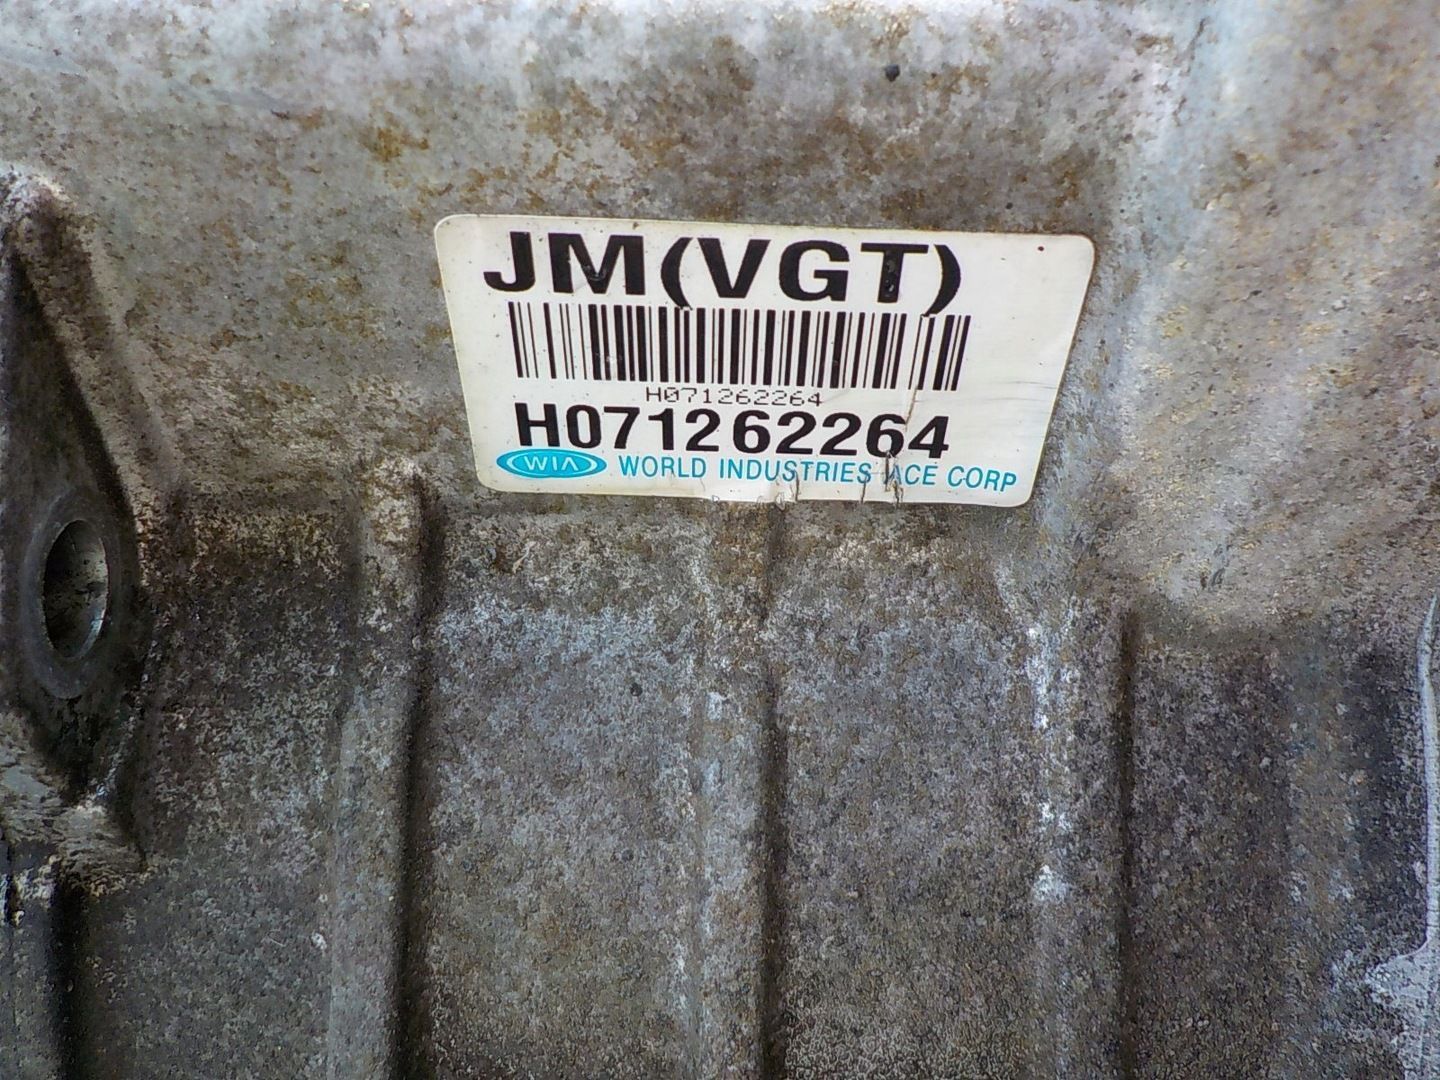 JM(VGT)
H071262264
H071262264
WIA WORLD INDUSTRIES ACE CORP